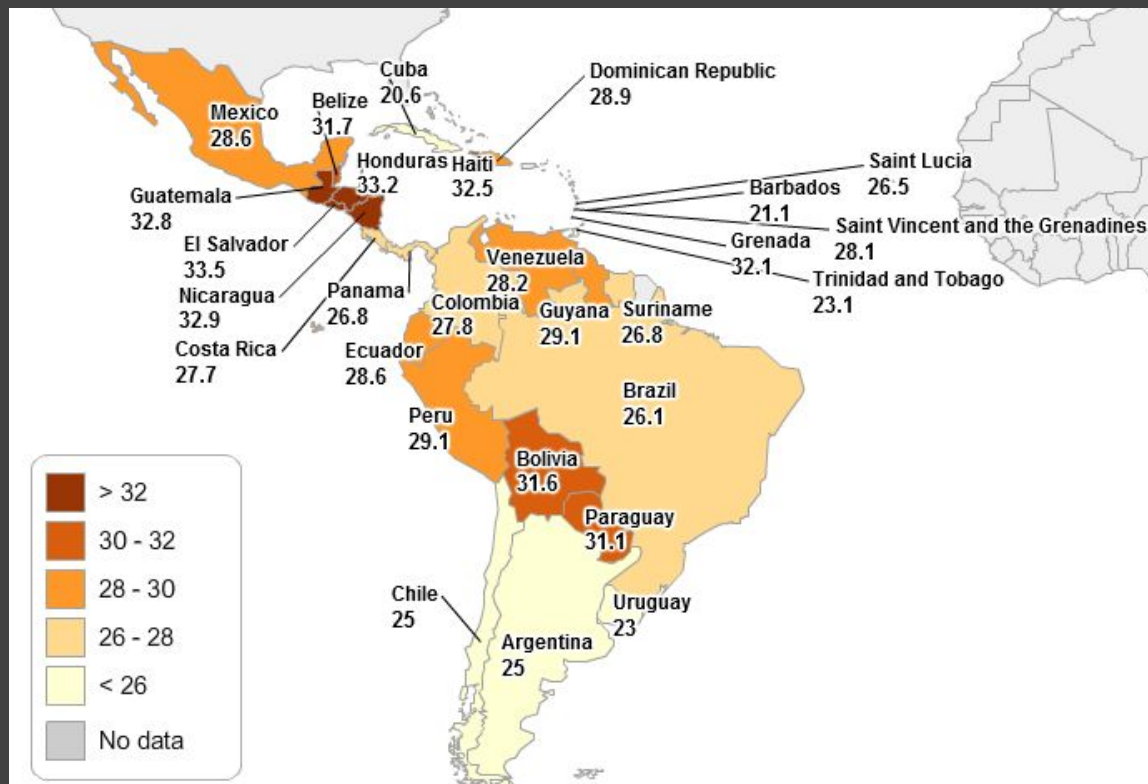 Cuba
20.6
Dominican Republic
28.9
Mexico
28.6
Belize
31.7
Honduras
33.2
Haiti
32.5
Saint Lucia
26.5
Barbados
21.1
Guatemala
32.8
Saint Vincent and the Grenadines
28.1
El Salvador
33.5
Grenada
32.1
Venezuela
28.2
Trinidad and Tobago
23.1
Nicaragua
32.9
Panama
26.8
Colombia
27.8
Guyana
29.1
Suriname
26.8
Costa Rica
27.7
Ecuador
28.6
Brazil
26.1
Peru
29.1
Bolivia
31.6
Paraguay
31.1
Chile
25
Uruguay
23
Argentina
25
> 32
30 - 32
28 - 30
26 - 28
< 26
No data